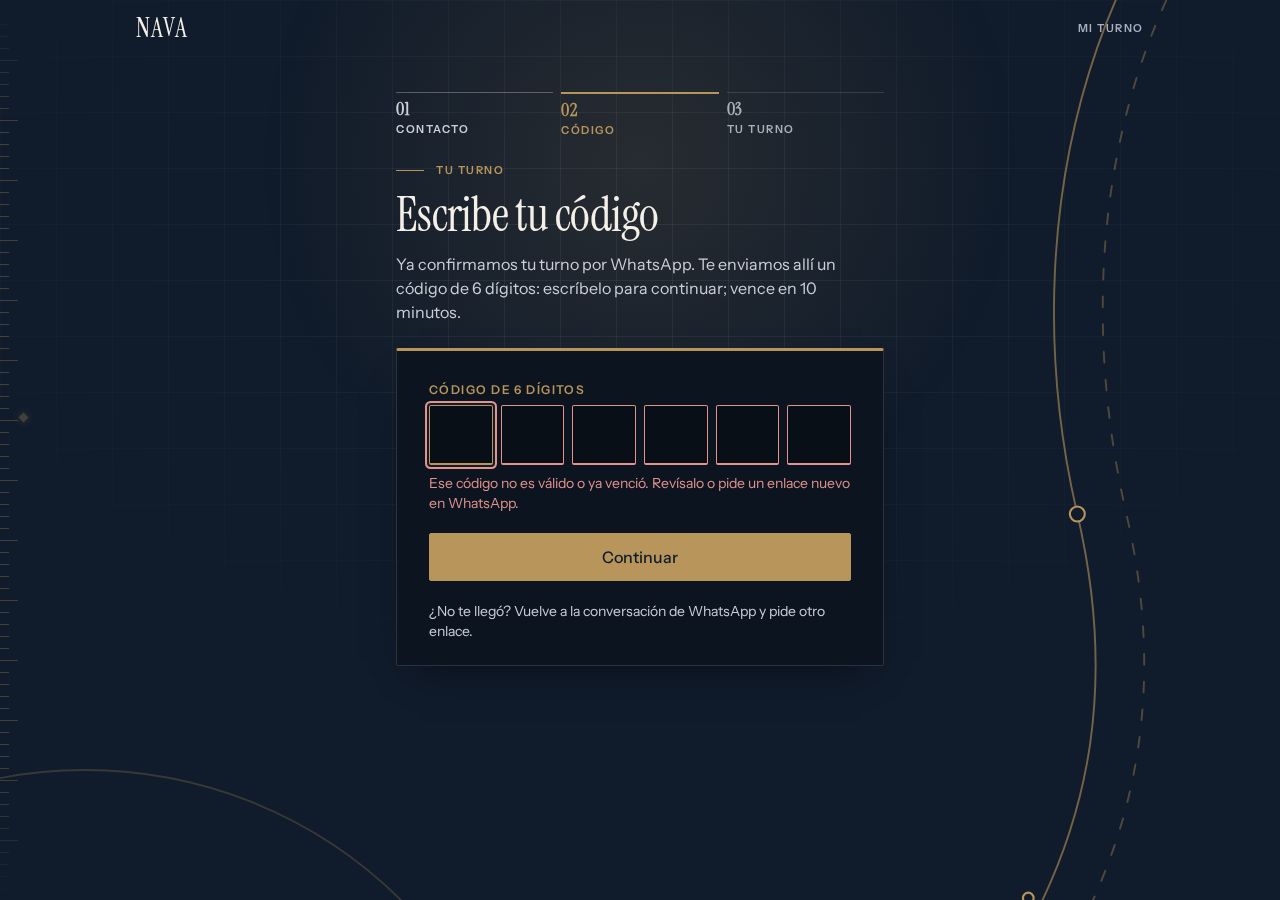 NAVA
MI TURNO
01
CONTACTO
02
CÓDIGO
03
TU TURNO
TU TURNO
Escribe tu código
Ya confirmamos tu turno por WhatsApp. Te enviamos allí un
código de 6 dígitos: escríbelo para continuar; vence en 10
minutos.
CÓDIGO DE 6 DÍGITOS
Ese código no es válido o ya venció. Revísalo o pide un enlace nuevo
en WhatsApp.
Continuar
¿No te llegó? Vuelve a la conversación de WhatsApp y pide otro
enlace.